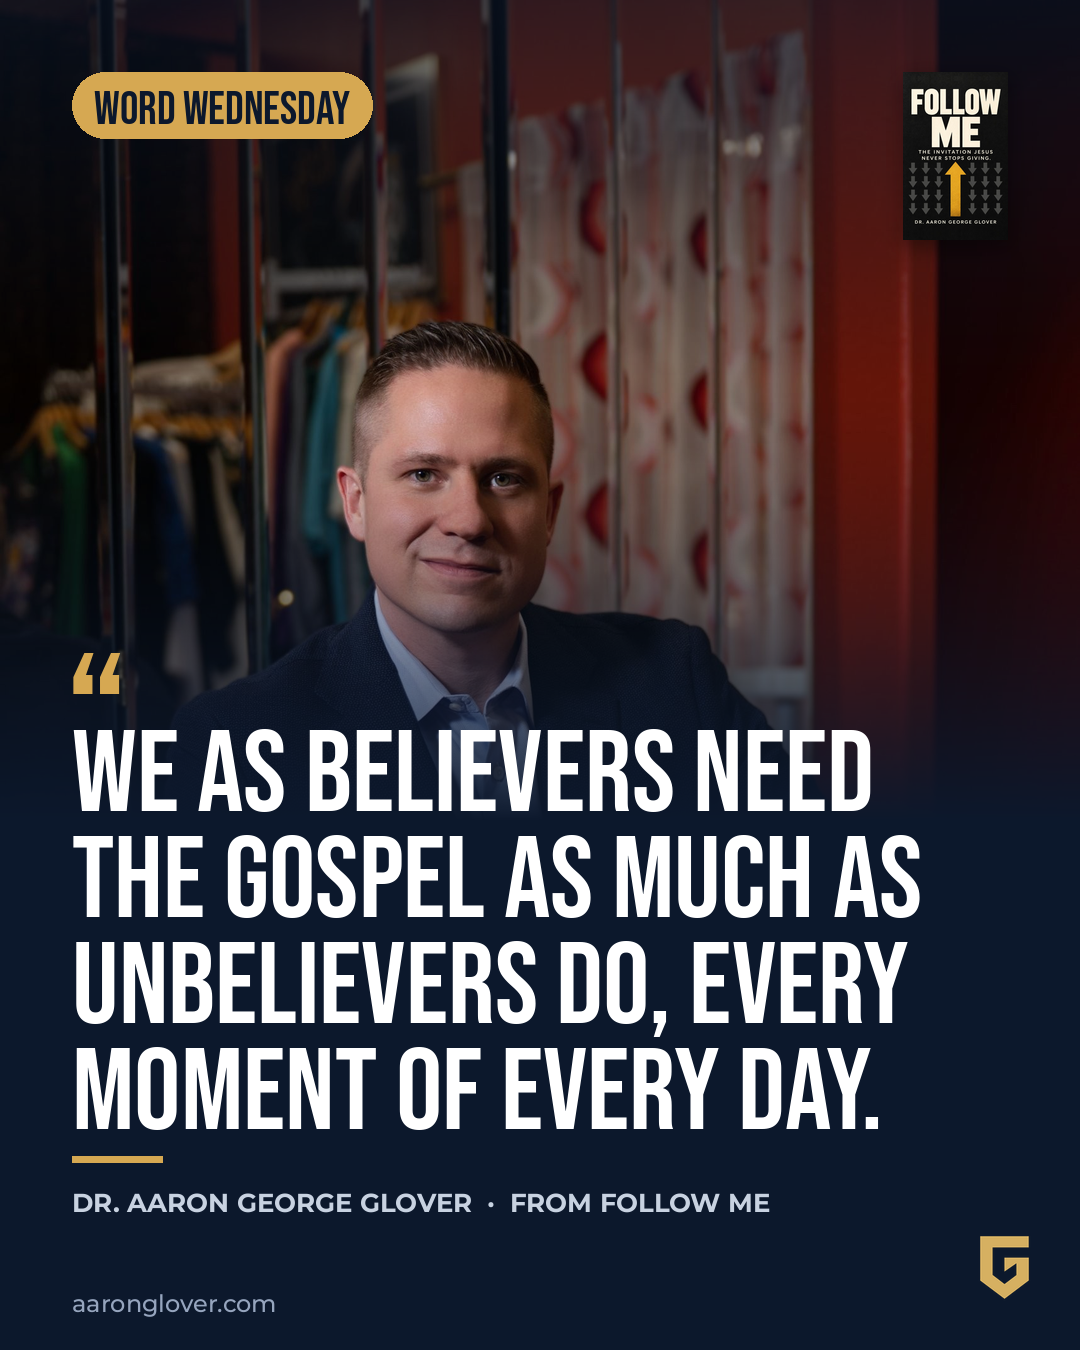 WORD WEDNESDAY
FOLLOW
ME
THE INVITATION JESUS
NEVER STOPS GIVING.
DR. AARON GEORGE GLOVER
“
WE AS BELIEVERS NEED
THE GOSPEL AS MUCH AS
UNBELIEVERS DO, EVERY
MOMENT OF EVERY DAY.
DR. AARON GEORGE GLOVER · FROM FOLLOW ME
G
aaronglover.com